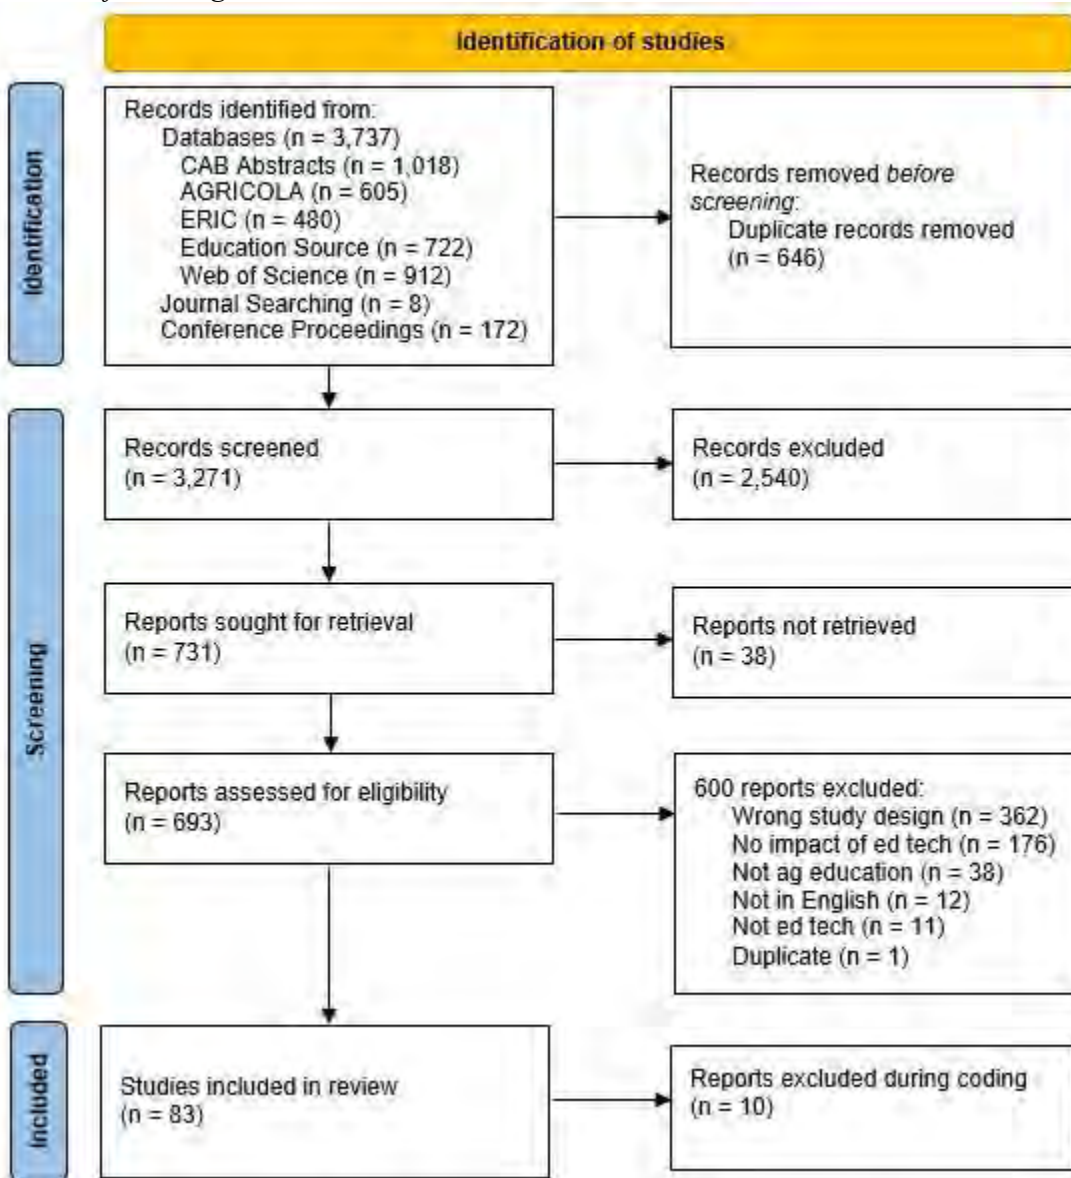 Identification of studies
Identification
Records identified from:
Databases (n = 3,737)
CAB Abstracts (n = 1,018)
AGRICOLA (n = 605)
ERIC (n = 480)
Education Source (n = 722)
Web of Science (n = 912)
Journal Searching (n = 8)
Conference Proceedings (n = 172)
Records removed before
screening:
Duplicate records removed
(n = 646)
Screening
Records screened
(n = 3,271)
Records excluded
(n = 2,540)
Reports sought for retrieval
(n = 731)
Reports not retrieved
(n = 38)
Reports assessed for eligibility
(n = 693)
600 reports excluded:
Wrong study design (n = 362)
No impact of ed tech (n = 176)
Not ag education (n = 38)
Not in English (n = 12)
Not ed tech (n = 11)
Duplicate (n = 1)
Included
Studies included in review
(n = 83)
Reports excluded during coding
(n = 10)